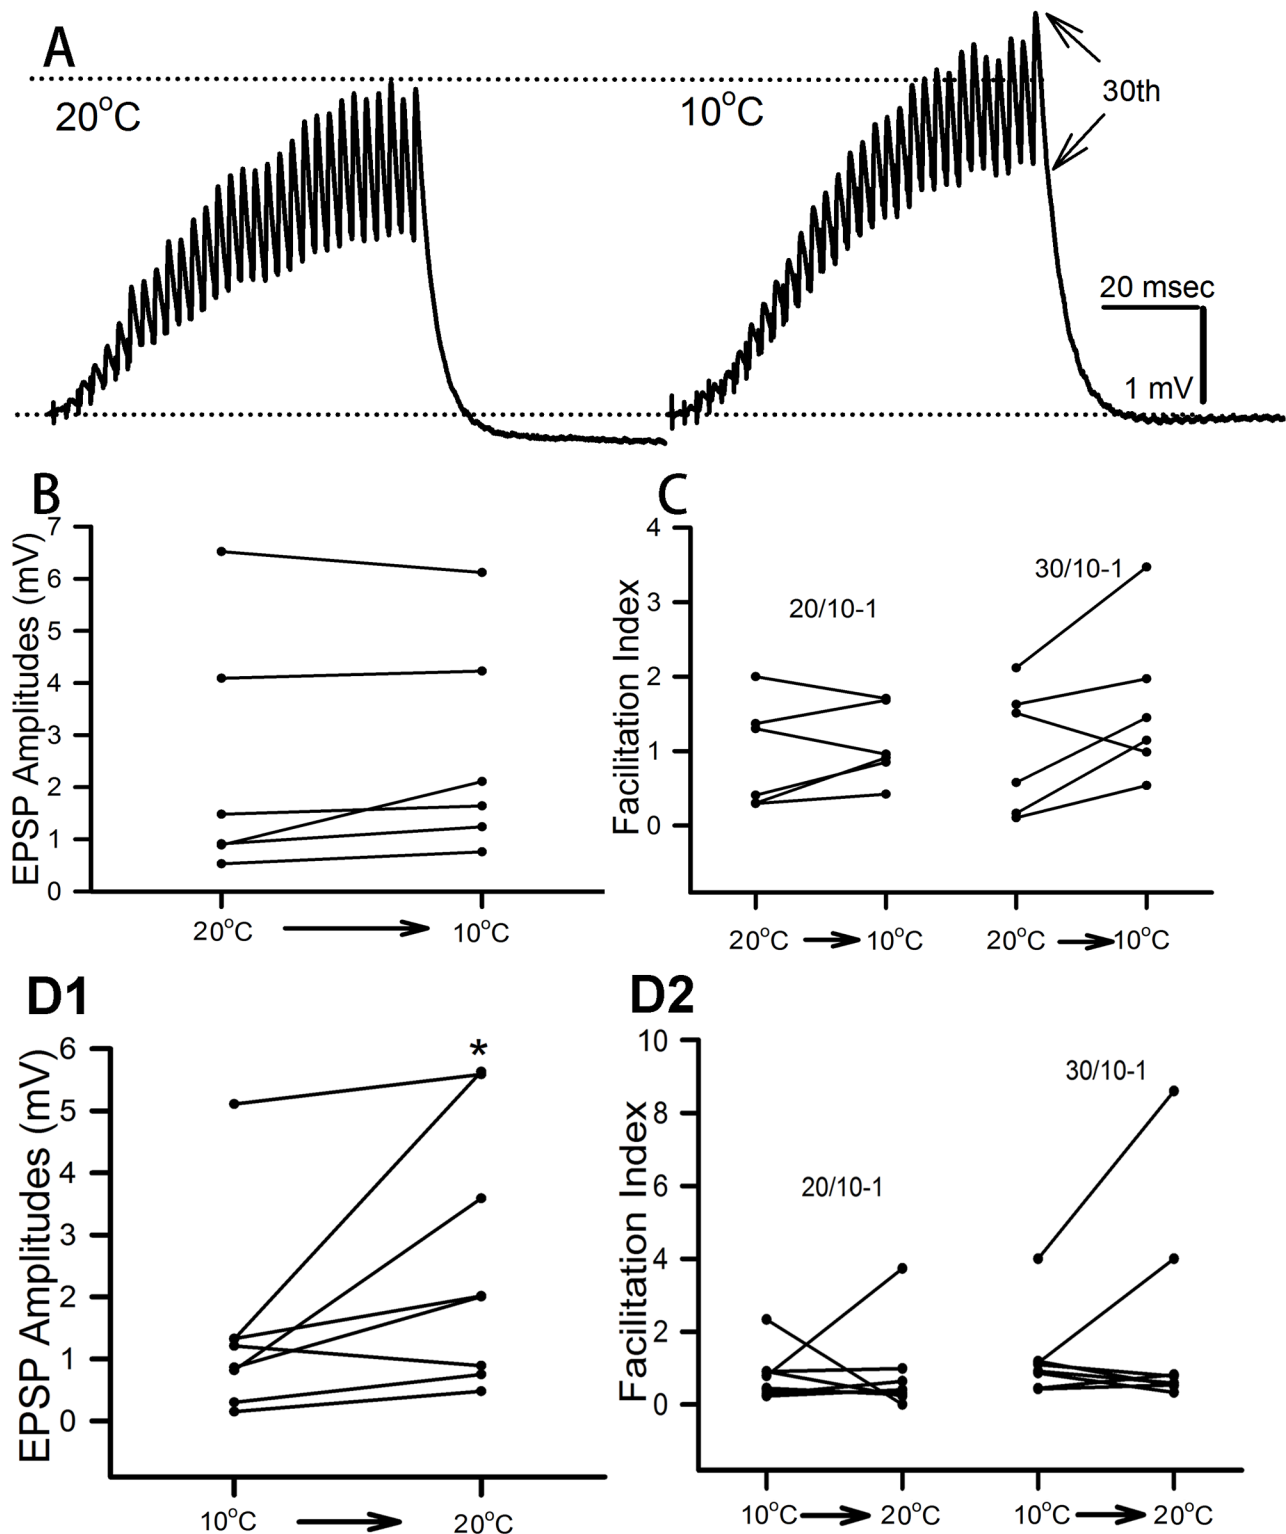 A
20°C
10°C
30th
20 msec
1 mV
B
EPSP Amplitudes (mV)
7
6
5
4
3
2
1
0
20°C
10°C
C
Facilitation Index
4
3
2
1
0
20/10-1
30/10-1
20°C
10°C
20°C
10°C
D1
EPSP Amplitudes (mV)
6
5
4
3
2
1
0
*
10°C
20°C
D2
Facilitation Index
10
8
6
4
2
0
20/10-1
30/10-1
10°C
20°C
10°C
20°C